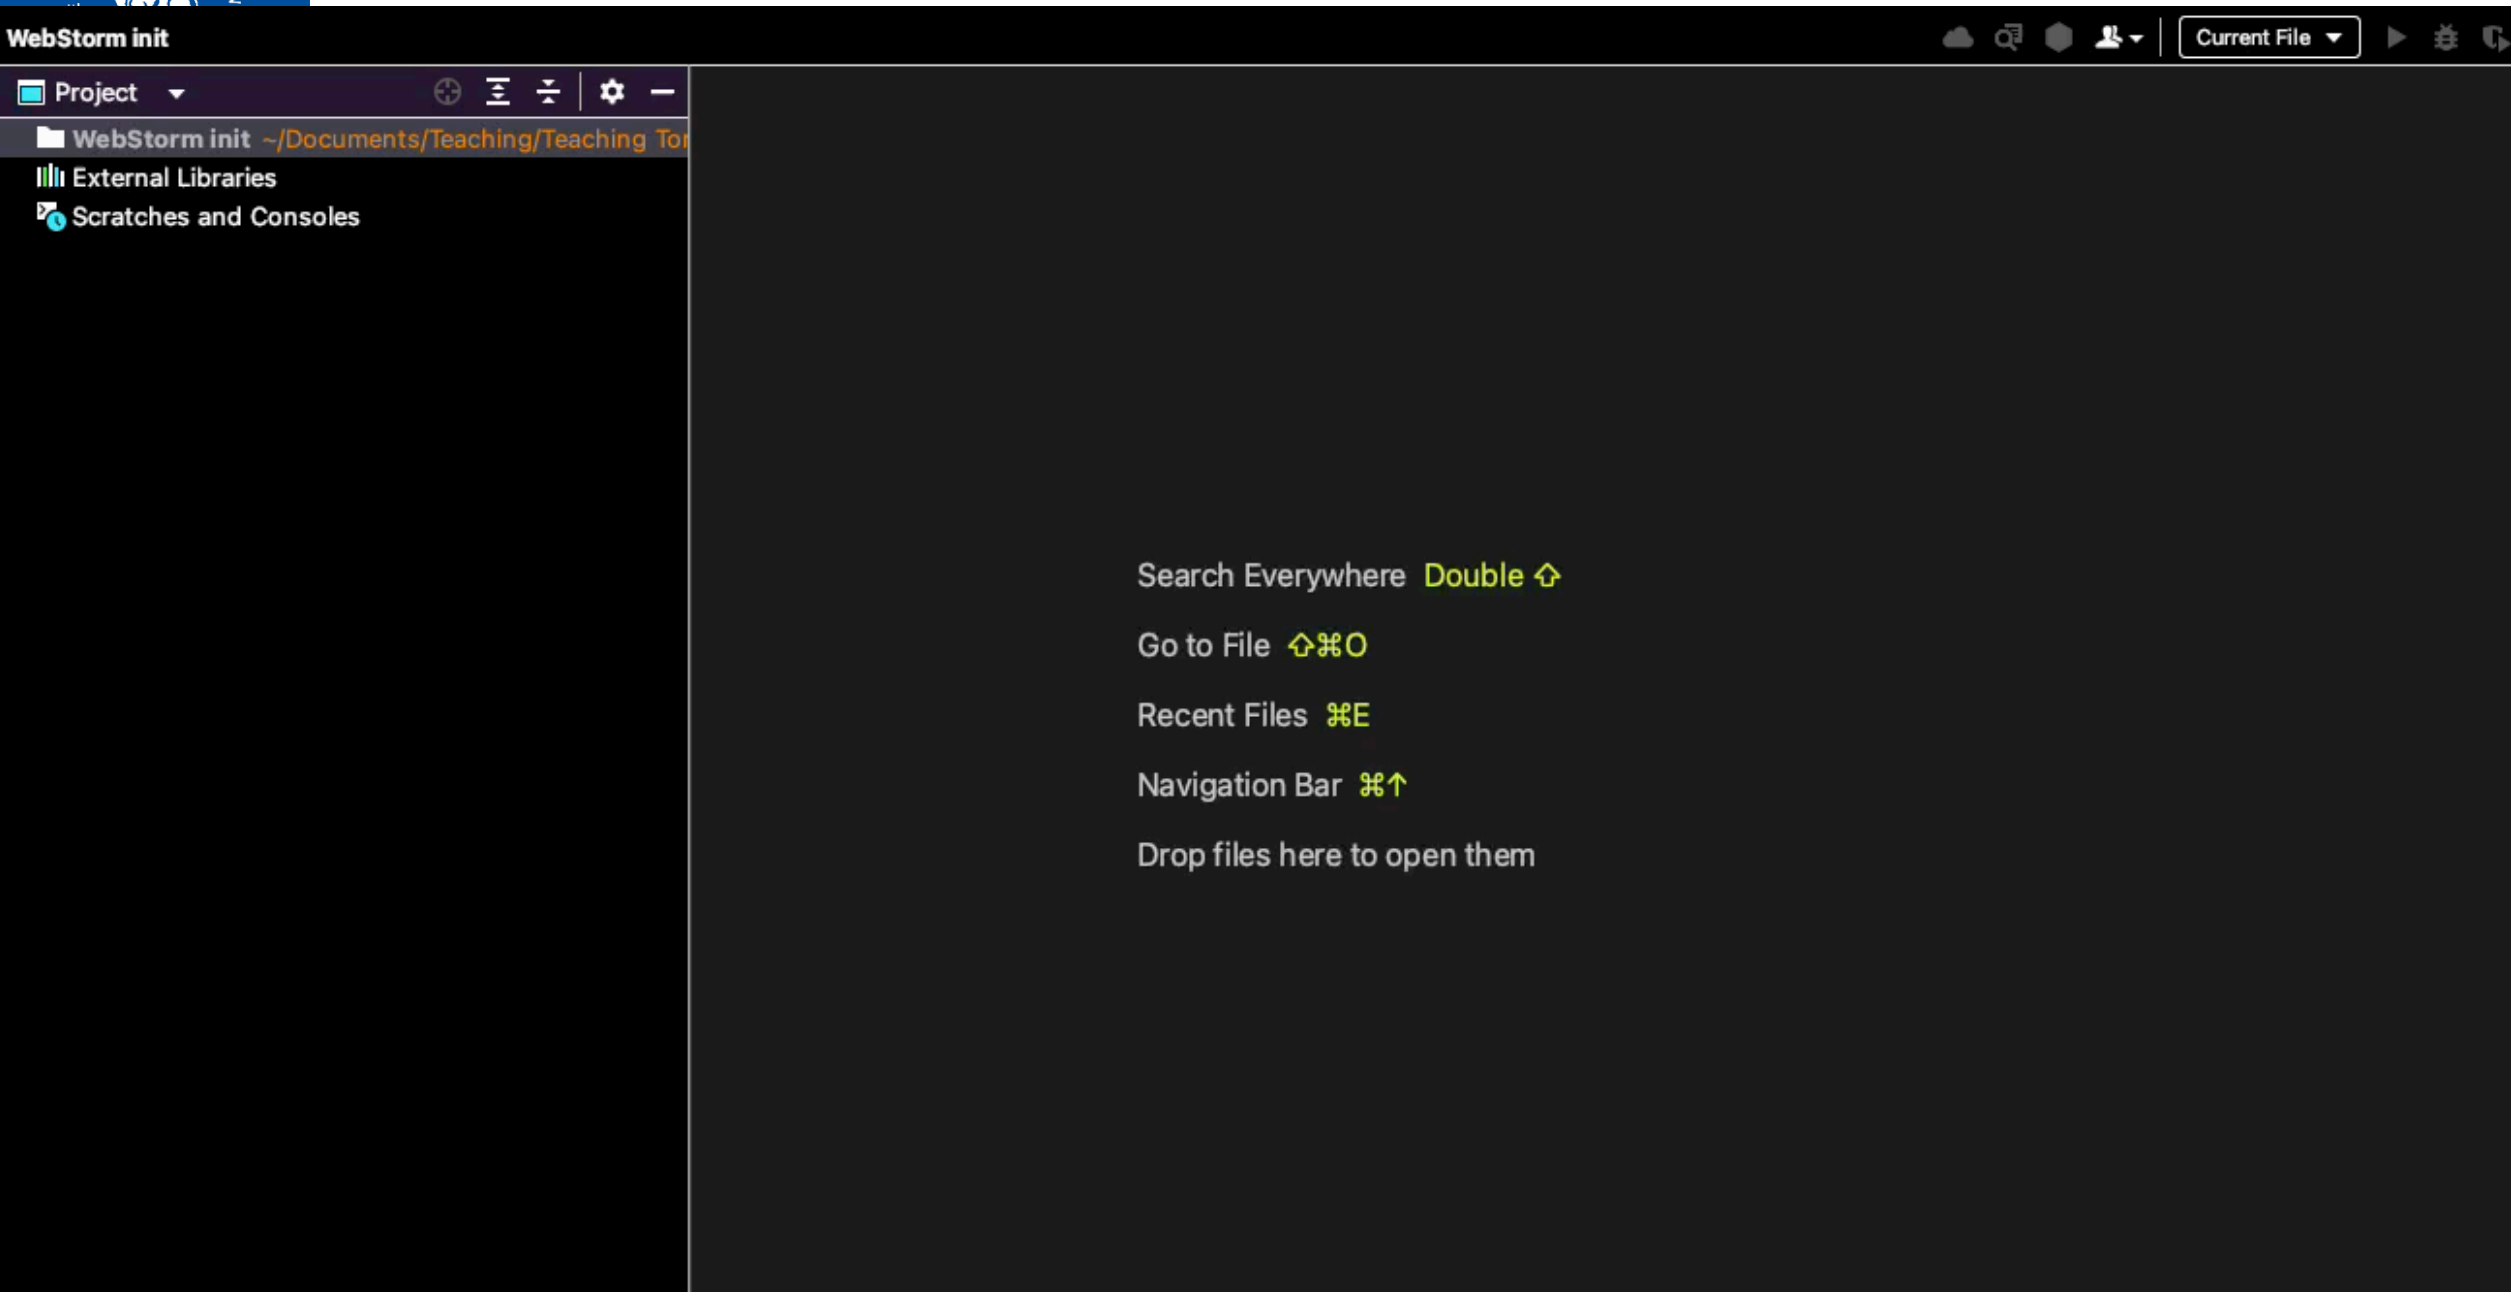 WebStorm init
Current File
Project
WebStorm init ~/Documents/Teaching/Teaching
External Libraries
Scratches and Consoles
Search Everywhere Double ⇧
Go to File ⇧⌘O
Recent Files ⌘E
Navigation Bar ⌘↑
Drop files here to open them